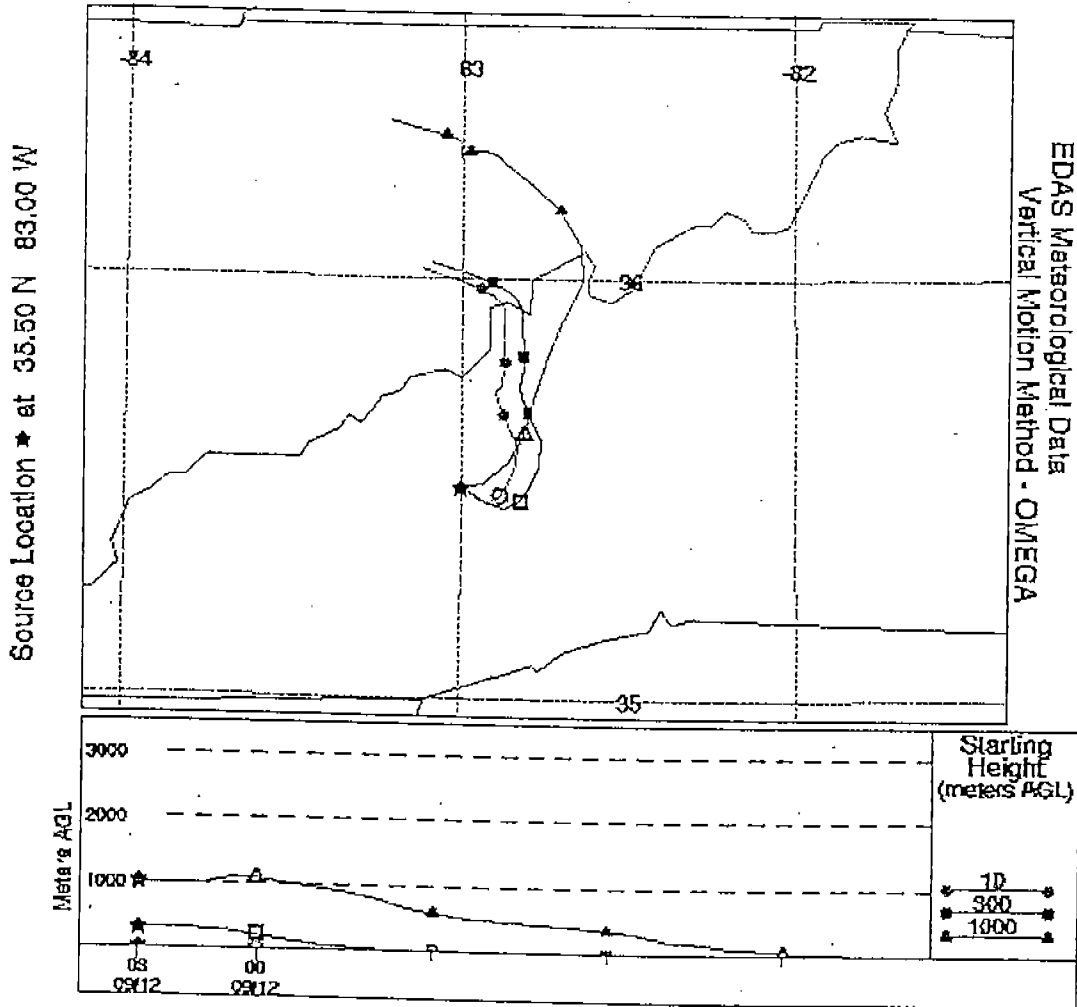 Source Location ★ at 35.50 N 83.00 W
-84
83
-82
36
35
EDAS Meteorological Data
Vertical Motion Method - OMEGA
Meters AGL
3000
2000
1000
03
09/12
00
09/12
Starting
Height
(meters AGL)
10
300
1000